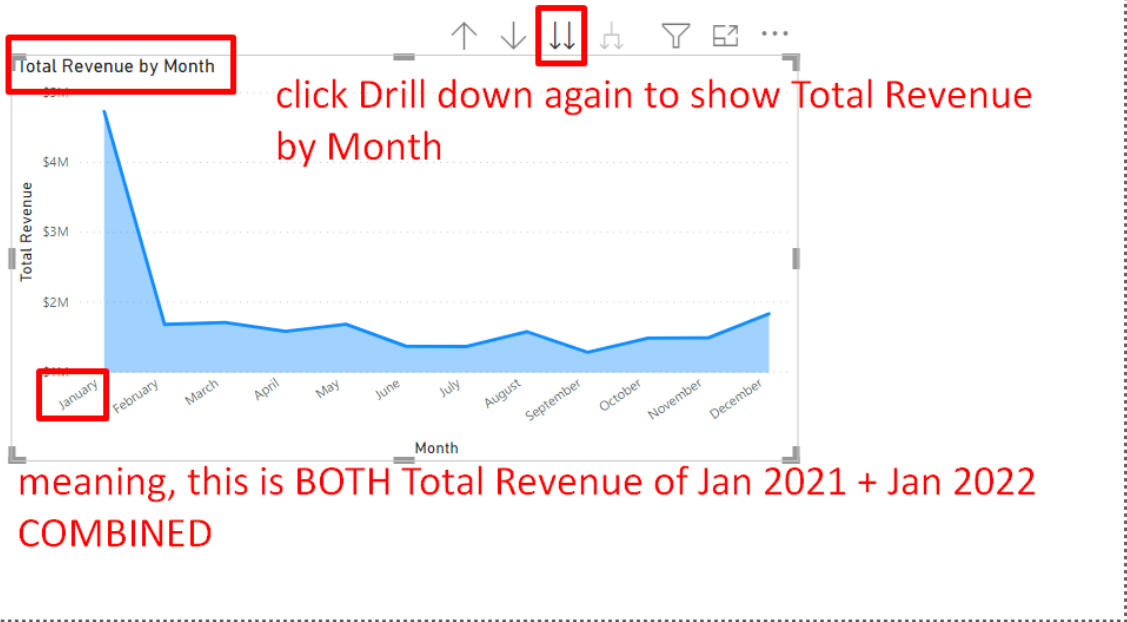 Total Revenue by Month
click Drill down again to show Total Revenue
by Month
$5M
$4M
$3M
$2M
$1M
Total Revenue
January
February
March
April
May
June
July
August
September
October
November
December
Month
meaning, this is BOTH Total Revenue of Jan 2021 + Jan 2022
COMBINED